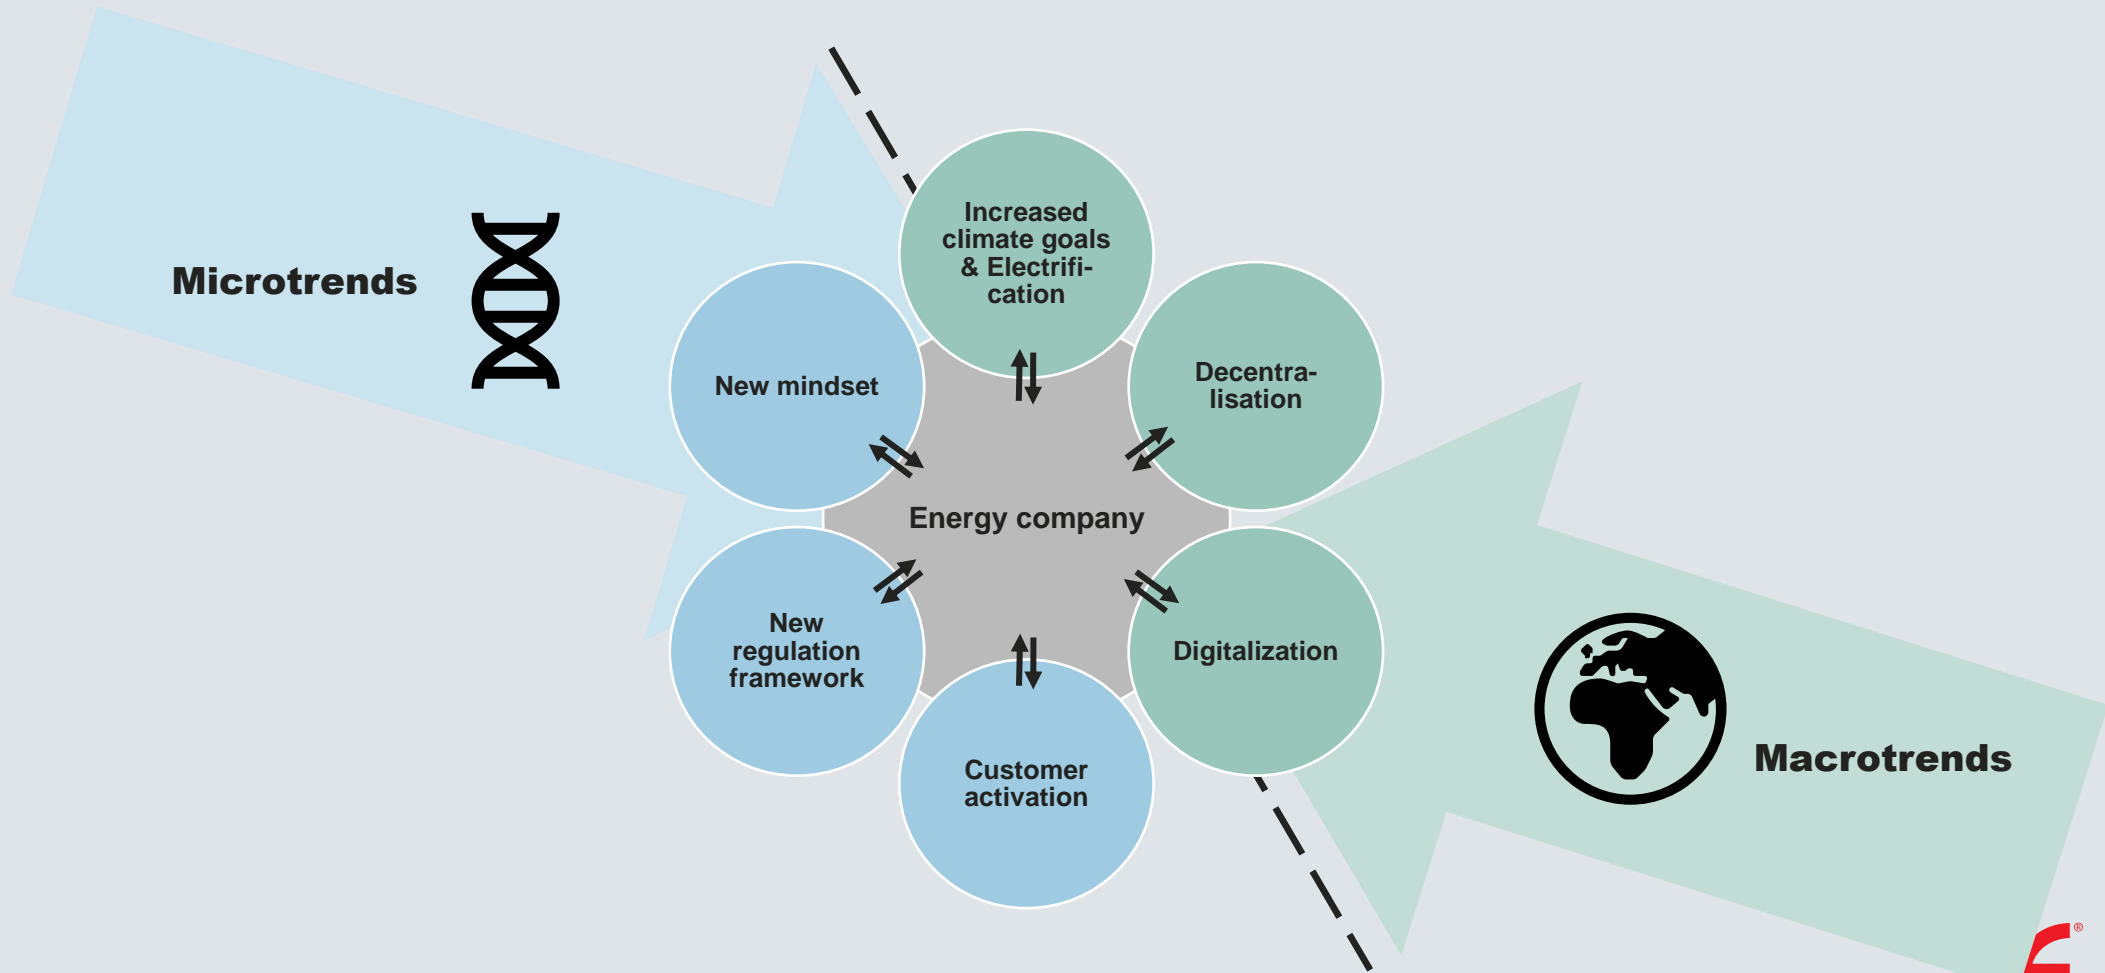 Microtrends
Increased
climate goals
& Electrifi-
cation
New mindset
Decentra-
lisation
Energy company
New
regulation
framework
Digitalization
Customer
activation
Macrotrends
®